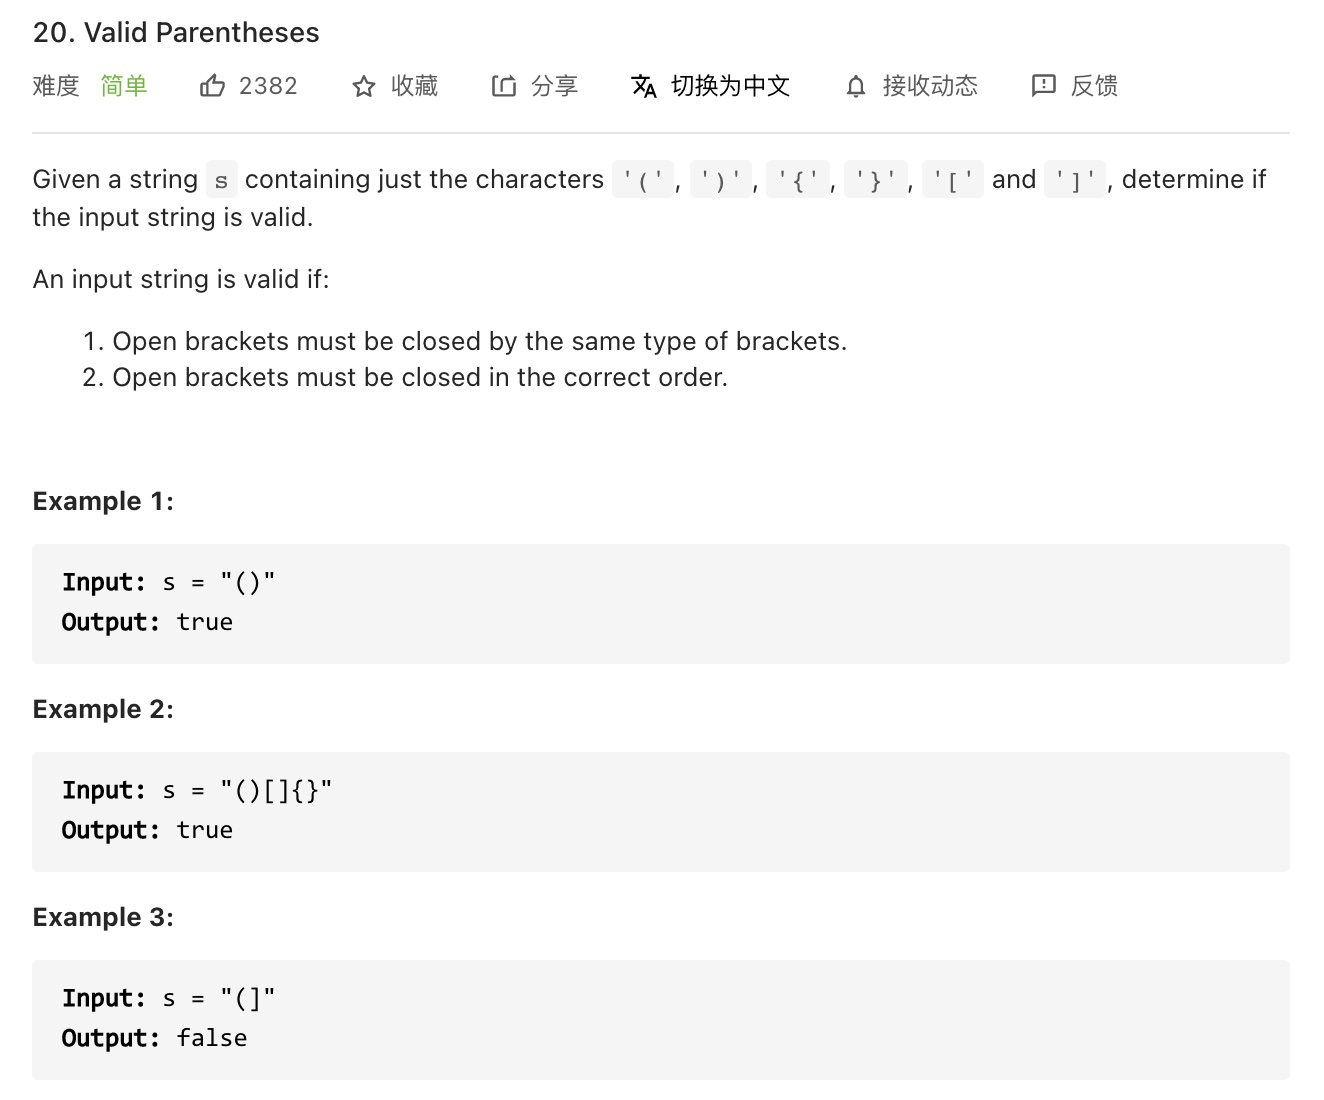 20. Valid Parentheses
难度 简单 2382 收藏 分享 切换为中文 接收动态 反馈
Given a string s containing just the characters '(', ')', '{', '}', '[' and ']', determine if
the input string is valid.
An input string is valid if:
1. Open brackets must be closed by the same type of brackets.
2. Open brackets must be closed in the correct order.
Example 1:
Input: s = "()"
Output: true
Example 2:
Input: s = "()[]{}"
Output: true
Example 3:
Input: s = "(]"
Output: false